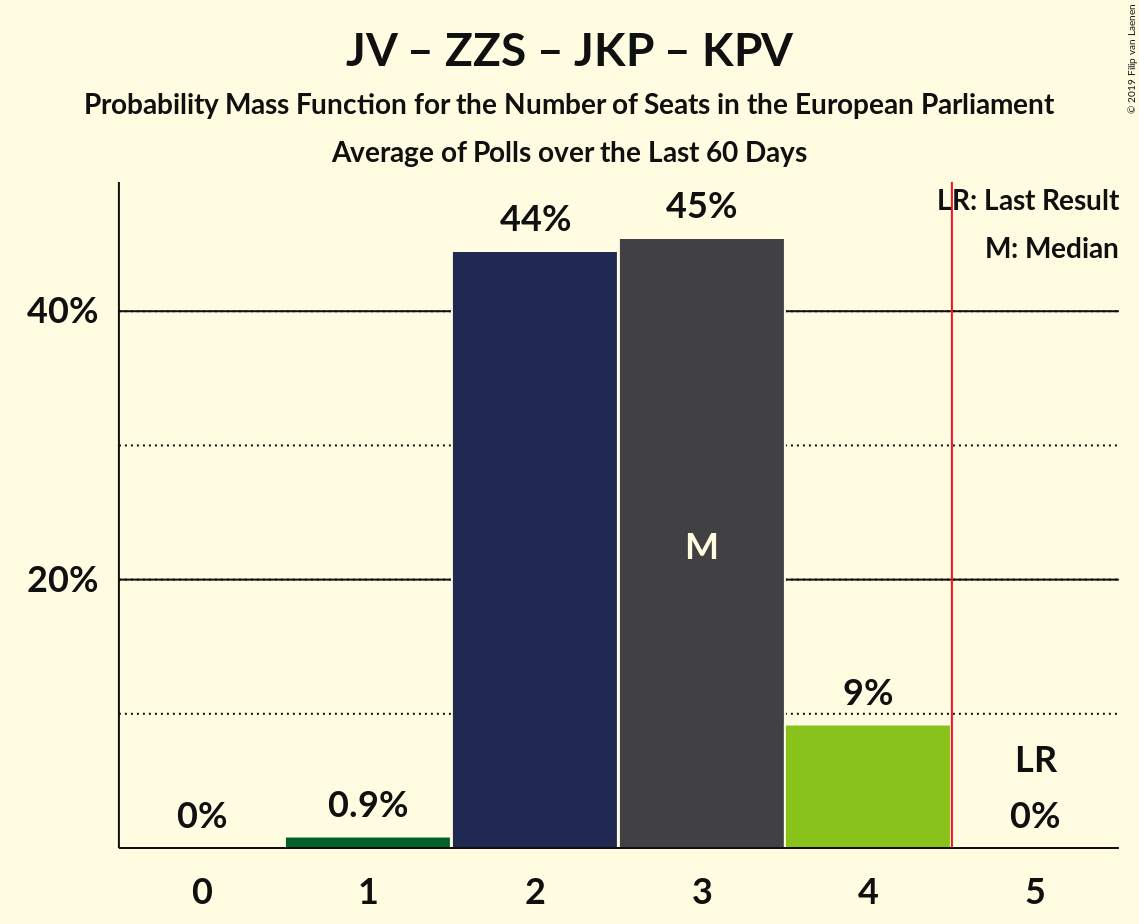 JV – ZZS – JKP – KPV
Probability Mass Function for the Number of Seats in the European Parliament
Average of Polls over the Last 60 Days
© 2019 Filip van Laenen
LR: Last Result
M: Median
40%
20%
0%
0.9%
44%
45%
M
9%
LR
0%
0 1 2 3 4 5